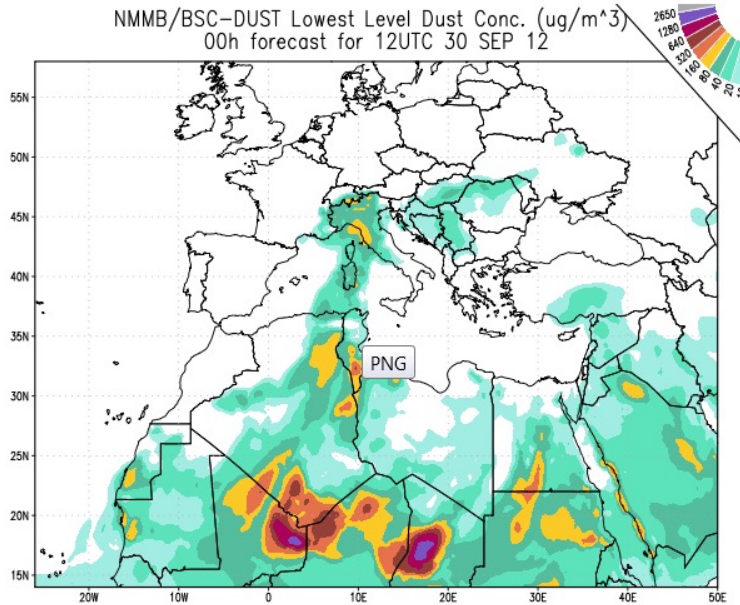 NMMB/BSC-DUST Lowest Level Dust Conc. (ug/m^3)
00h forecast for 12UTC 30 SEP 12
2650
1280
640
320
160
80
40
20
55N
50N
45N
40N
35N
30N
25N
20N
15N
PNG
20W
10W
0
10E
20E
30E
40E
50E